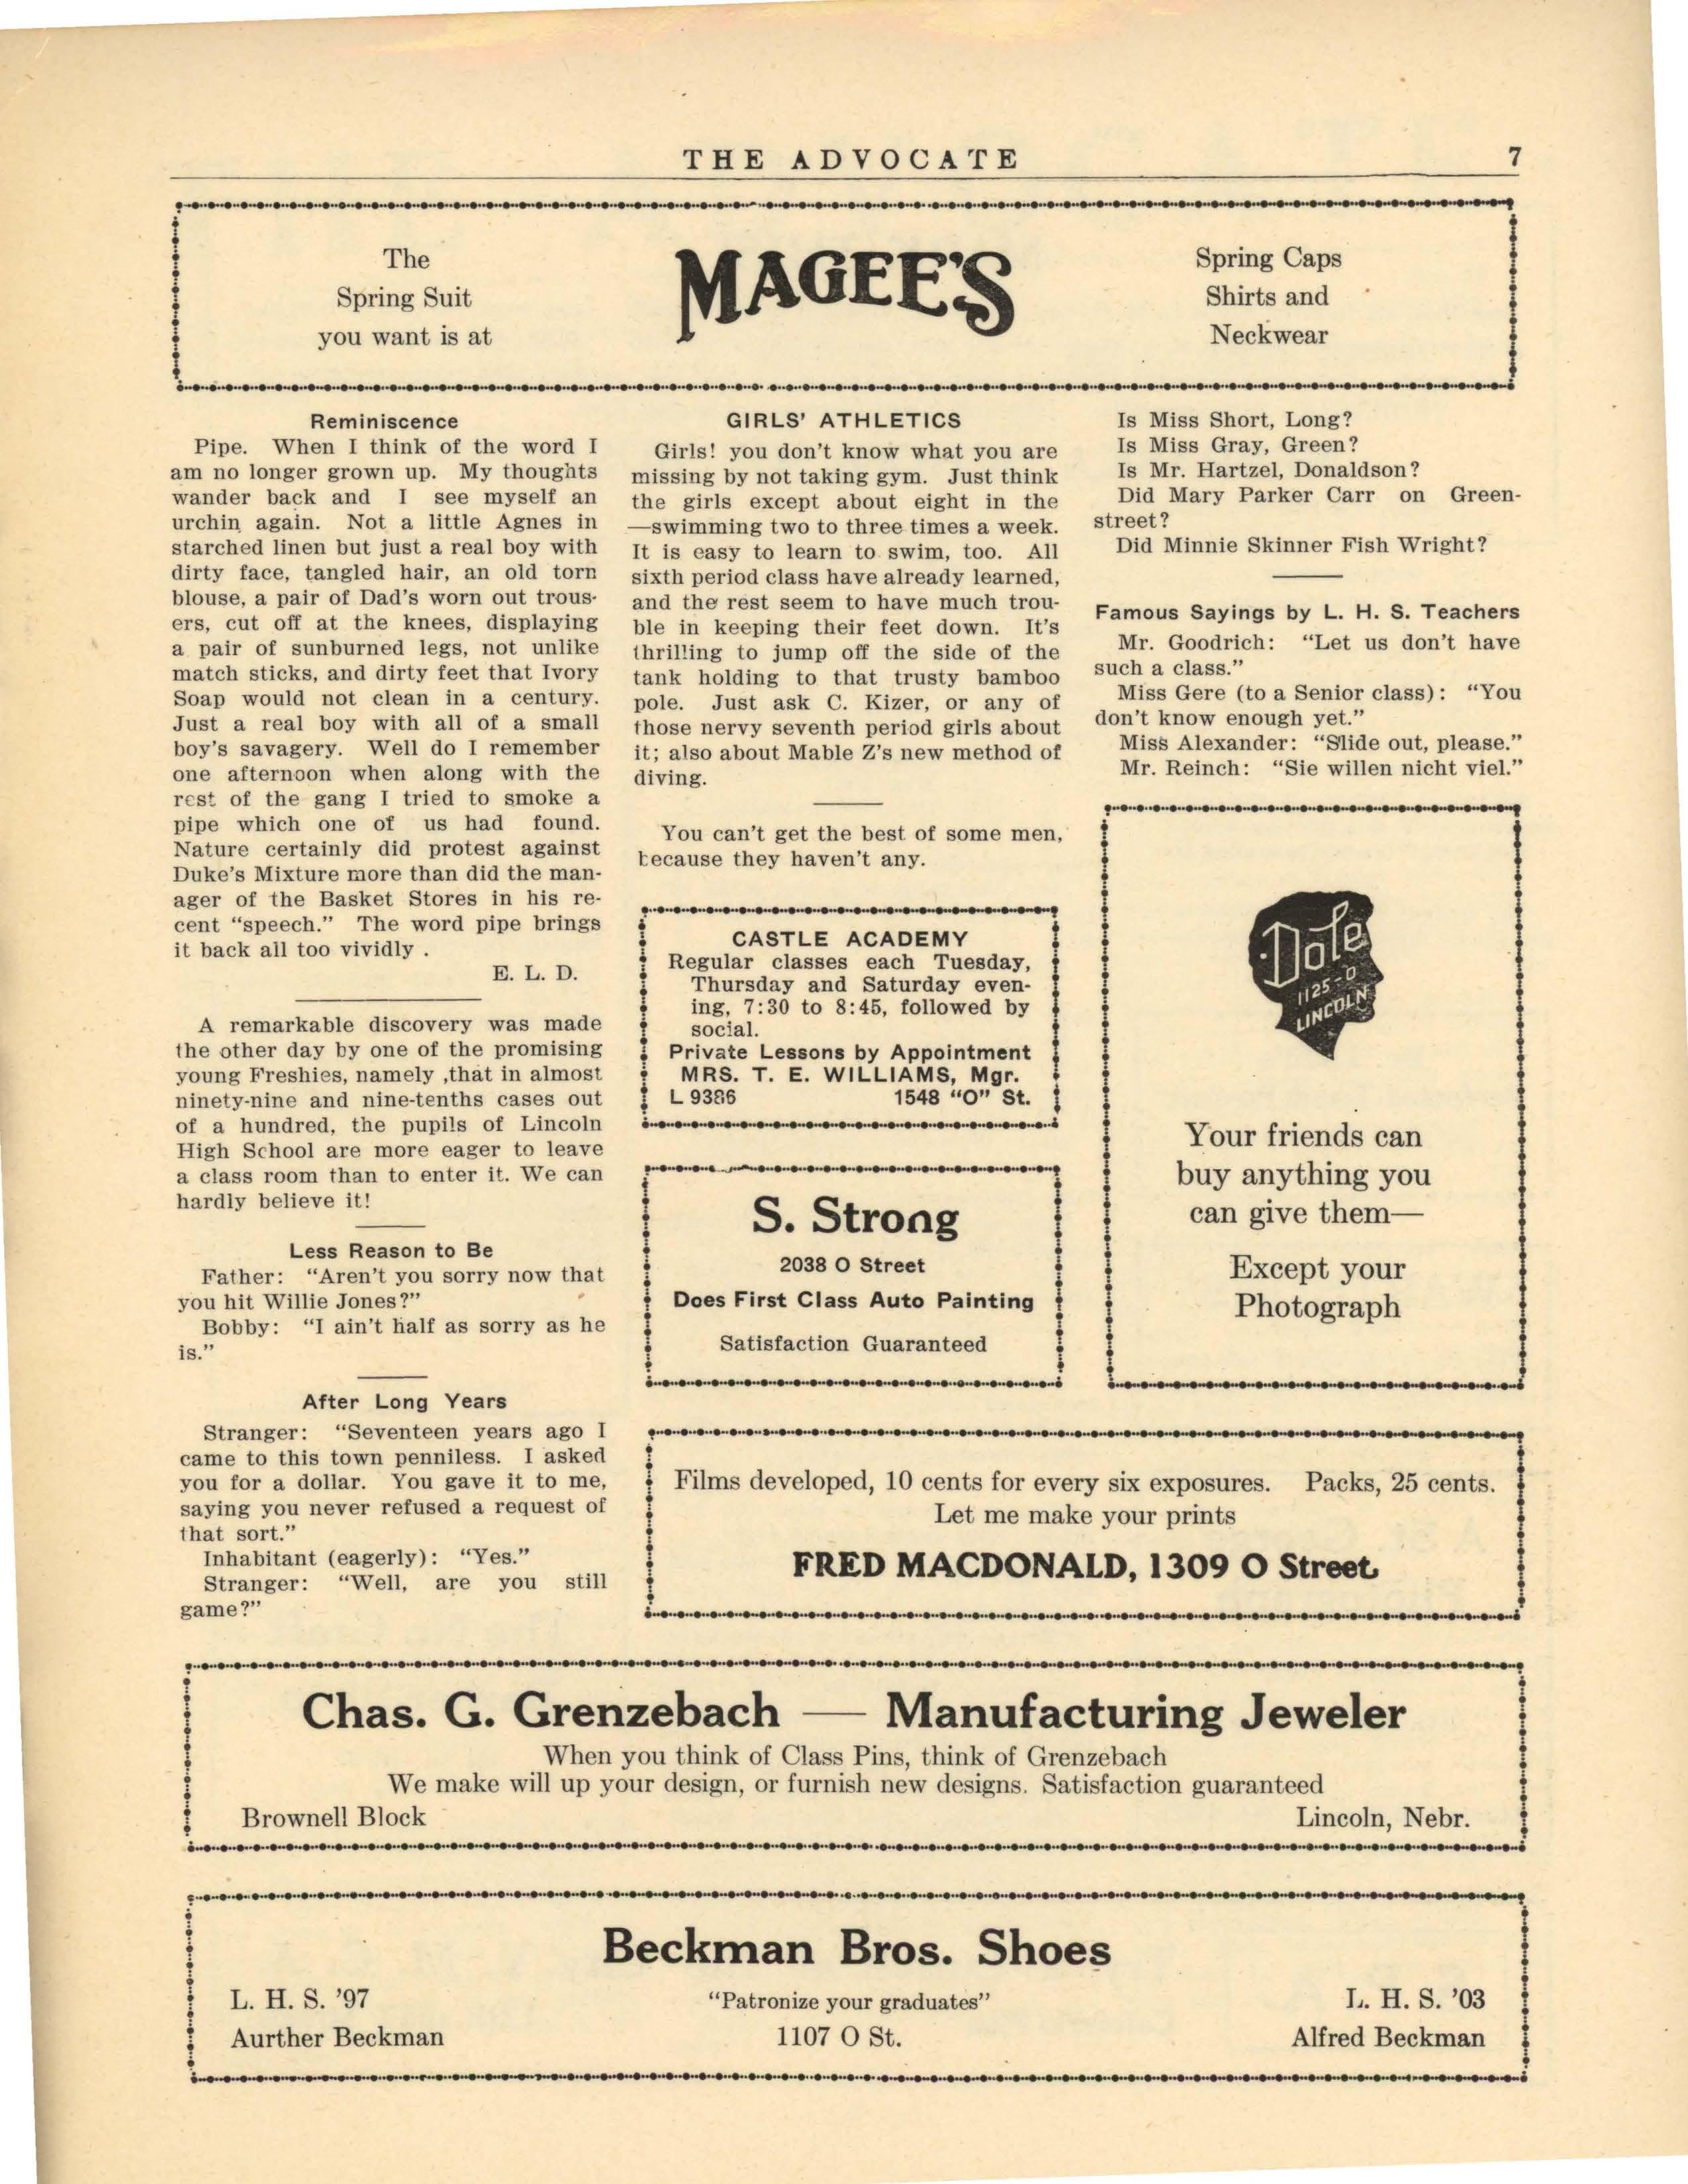 THE ADVOCATE
7
The
Spring Suit
you want is at
MAGEE'S
Spring Caps
Shirts and
Neckwear
Reminiscence
Pipe. When I think of the word I
am no longer grown up. My thoughts
wander back and I see myself an
urchin again. Not a little Agnes in
starched linen but just a real boy with
dirty face, tangled hair, an old torn
blouse, a pair of Dad's worn out trous-
ers, cut off at the knees, displaying
a pair of sunburned legs, not unlike
match sticks, and dirty feet that Ivory
Soap would not clean in a century.
Just a real boy with all of a small
boy's savagery. Well do I remember
one afternoon when along with the
rest of the gang I tried to smoke a
pipe which one of us had found.
Nature certainly did protest against
Duke's Mixture more than did the man-
ager of the Basket Stores in his re-
cent "speech." The word pipe brings
it back all too vividly .
E. L. D.
A remarkable discovery was made
the other day by one of the promising
young Freshies, namely ,that in almost
ninety-nine and nine-tenths cases out
of a hundred, the pupils of Lincoln
High School are more eager to leave
a class room than to enter it. We can
hardly believe it!
Less Reason to Be
Father: "Aren't you sorry now that
you hit Willie Jones?"
Bobby: "I ain't half as sorry as he
is."
After Long Years
Stranger: "Seventeen years ago I
came to this town penniless. I asked
you for a dollar. You gave it to me,
saying you never refused a request of
that sort."
Inhabitant (eagerly): "Yes."
Stranger: "Well, are you still
game?"
GIRLS' ATHLETICS
Girls! you don't know what you are
missing by not taking gym. Just think
the girls except about eight in the
—swimming two to three times a week.
It is easy to learn to swim, too. All
sixth period class have already learned,
and the rest seem to have much trou-
ble in keeping their feet down. It's
thrilling to jump off the side of the
tank holding to that trusty bamboo
pole. Just ask C. Kizer, or any of
those nervy seventh period girls about
it; also about Mable Z's new method of
diving.
You can't get the best of some men,
because they haven't any.
CASTLE ACADEMY
Regular classes each Tuesday,
Thursday and Saturday even-
ing, 7:30 to 8:45, followed by
social.
Private Lessons by Appointment
MRS. T. E. WILLIAMS, Mgr.
L 9386 1548 "O" St.
S. Strong
2038 O Street
Does First Class Auto Painting
Satisfaction Guaranteed
Is Miss Short, Long?
Is Miss Gray, Green?
Is Mr. Hartzel, Donaldson?
Did Mary Parker Carr on Green-
street?
Did Minnie Skinner Fish Wright?
Famous Sayings by L. H. S. Teachers
Mr. Goodrich: "Let us don't have
such a class."
Miss Gere (to a Senior class): "You
don't know enough yet."
Miss Alexander: "Slide out, please."
Mr. Reinch: "Sie willen nicht viel."
Dole
1125-O
LINCOLN
Your friends can
buy anything you
can give them—
Except your
Photograph
Films developed, 10 cents for every six exposures. Packs, 25 cents.
Let me make your prints
FRED MACDONALD, 1309 O Street.
Chas. G. Grenzebach — Manufacturing Jeweler
When you think of Class Pins, think of Grenzebach
We make will up your design, or furnish new designs. Satisfaction guaranteed
Brownell Block Lincoln, Nebr.
Beckman Bros. Shoes
L. H. S. '97 "Patronize your graduates" L. H. S. '03
Aurther Beckman 1107 O St. Alfred Beckman